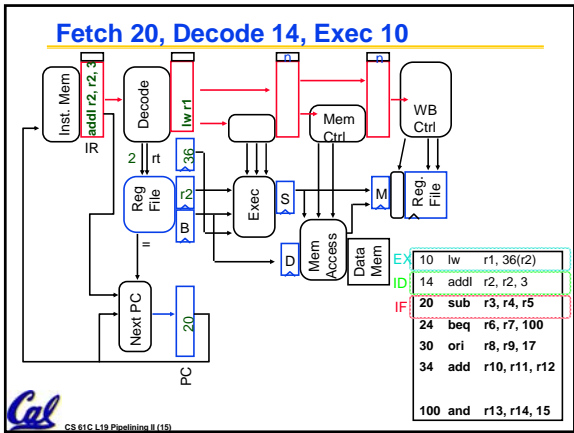 Fetch 20, Decode 14, Exec 10
n
n
Inst. Mem
addI r2, r2, 3
Decode
lw r1
Mem
Ctrl
WB
Ctrl
IR
2
rt
36
Reg
File
r2
B
Exec
S
M
Reg.
File
=
D
Mem
Access
Data
Mem
Next PC
20
PC
EX
10 lw r1, 36(r2)
ID
14 addI r2, r2, 3
IF
20 sub r3, r4, r5
24 beq r6, r7, 100
30 ori r8, r9, 17
34 add r10, r11, r12
100 and r13, r14, 15
Cal
CS 61C L19 Pipelining II (15)